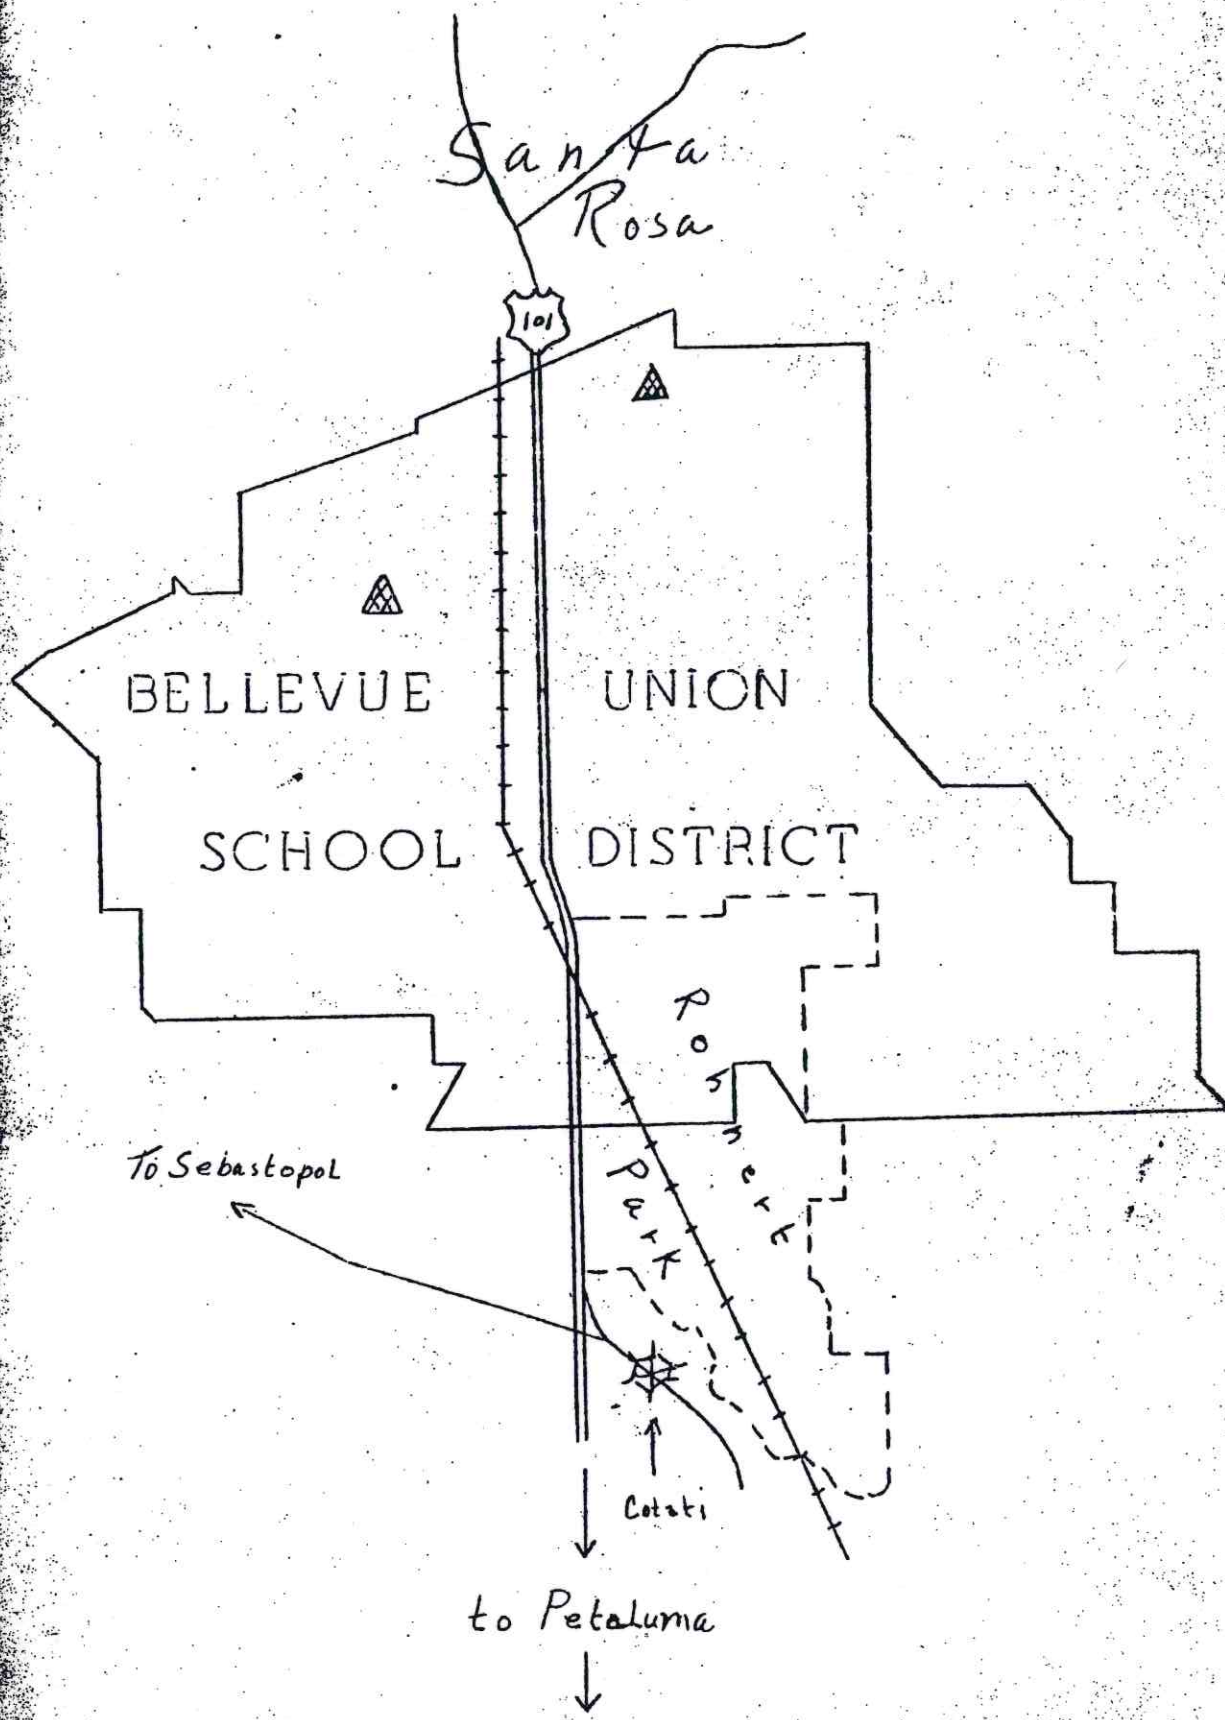 Santa
Rosa
101
BELLEVUE UNION
SCHOOL DISTRICT
Rohnert
Park
To Sebastopol
Cotati
to Petaluma